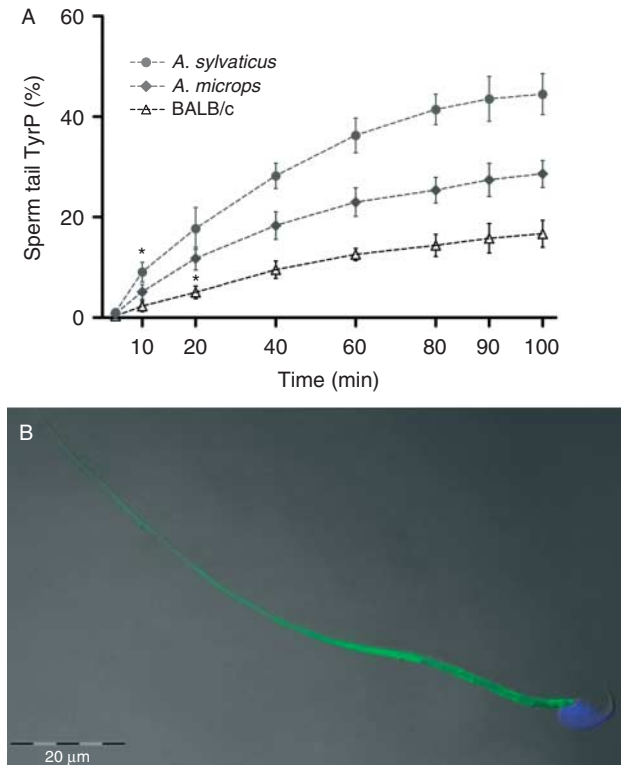 A
60
40
20
0
Sperm tail TyrP (%)
A. sylvaticus
A. microps
BALB/c
*
*
10 20 40 60 80 90 100
Time (min)
B
20 µm